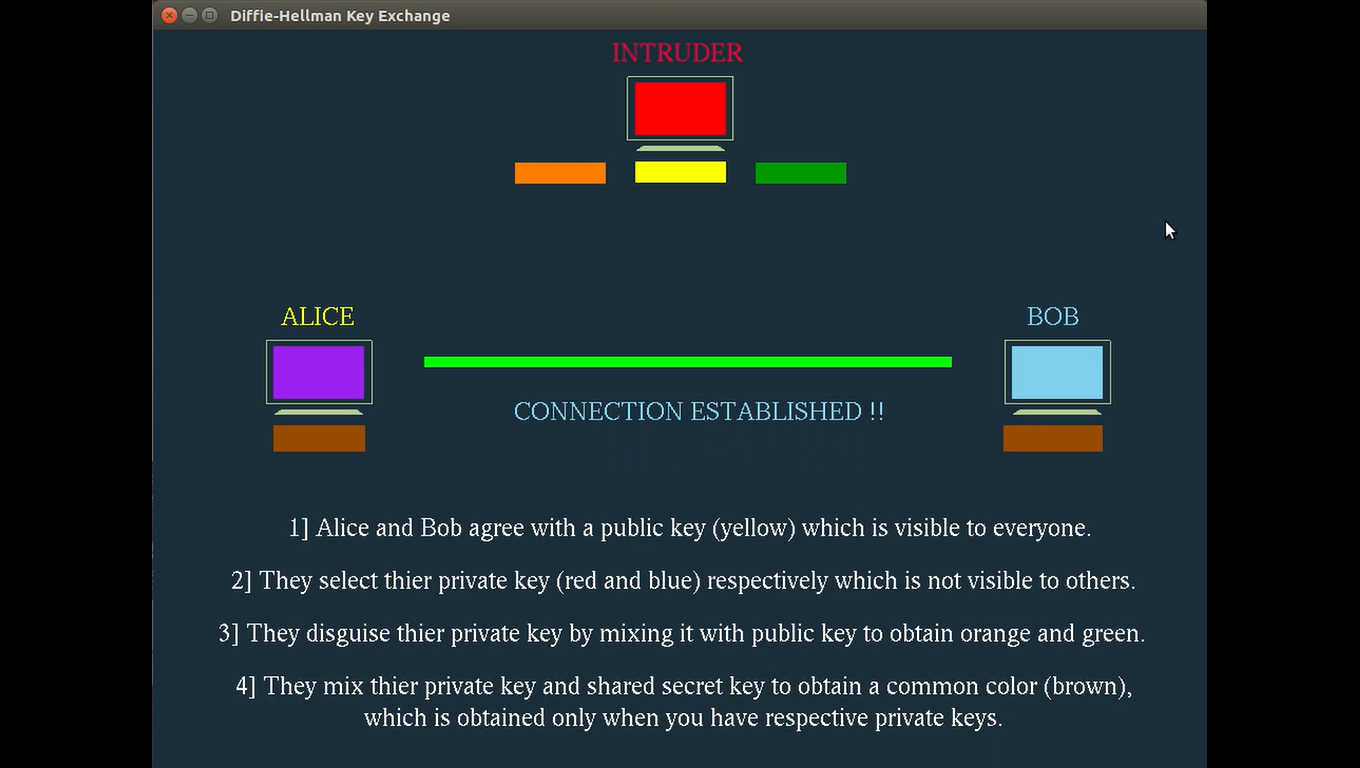 Diffie-Hellman Key Exchange
INTRUDER
ALICE
BOB
CONNECTION ESTABLISHED !!
1] Alice and Bob agree with a public key (yellow) which is visible to everyone.
2] They select thier private key (red and blue) respectively which is not visible to others.
3] They disguise thier private key by mixing it with public key to obtain orange and green.
4] They mix thier private key and shared secret key to obtain a common color (brown),
which is obtained only when you have respective private keys.